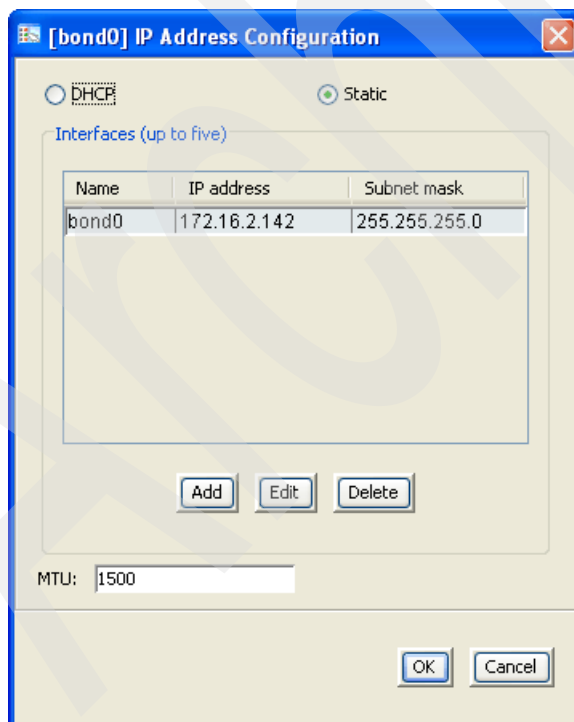 [bond0] IP Address Configuration
DHCP Static
Interfaces (up to five)
Name IP address Subnet mask
bond0 172.16.2.142 255.255.255.0
Add Edit Delete
MTU: 1500
OK Cancel